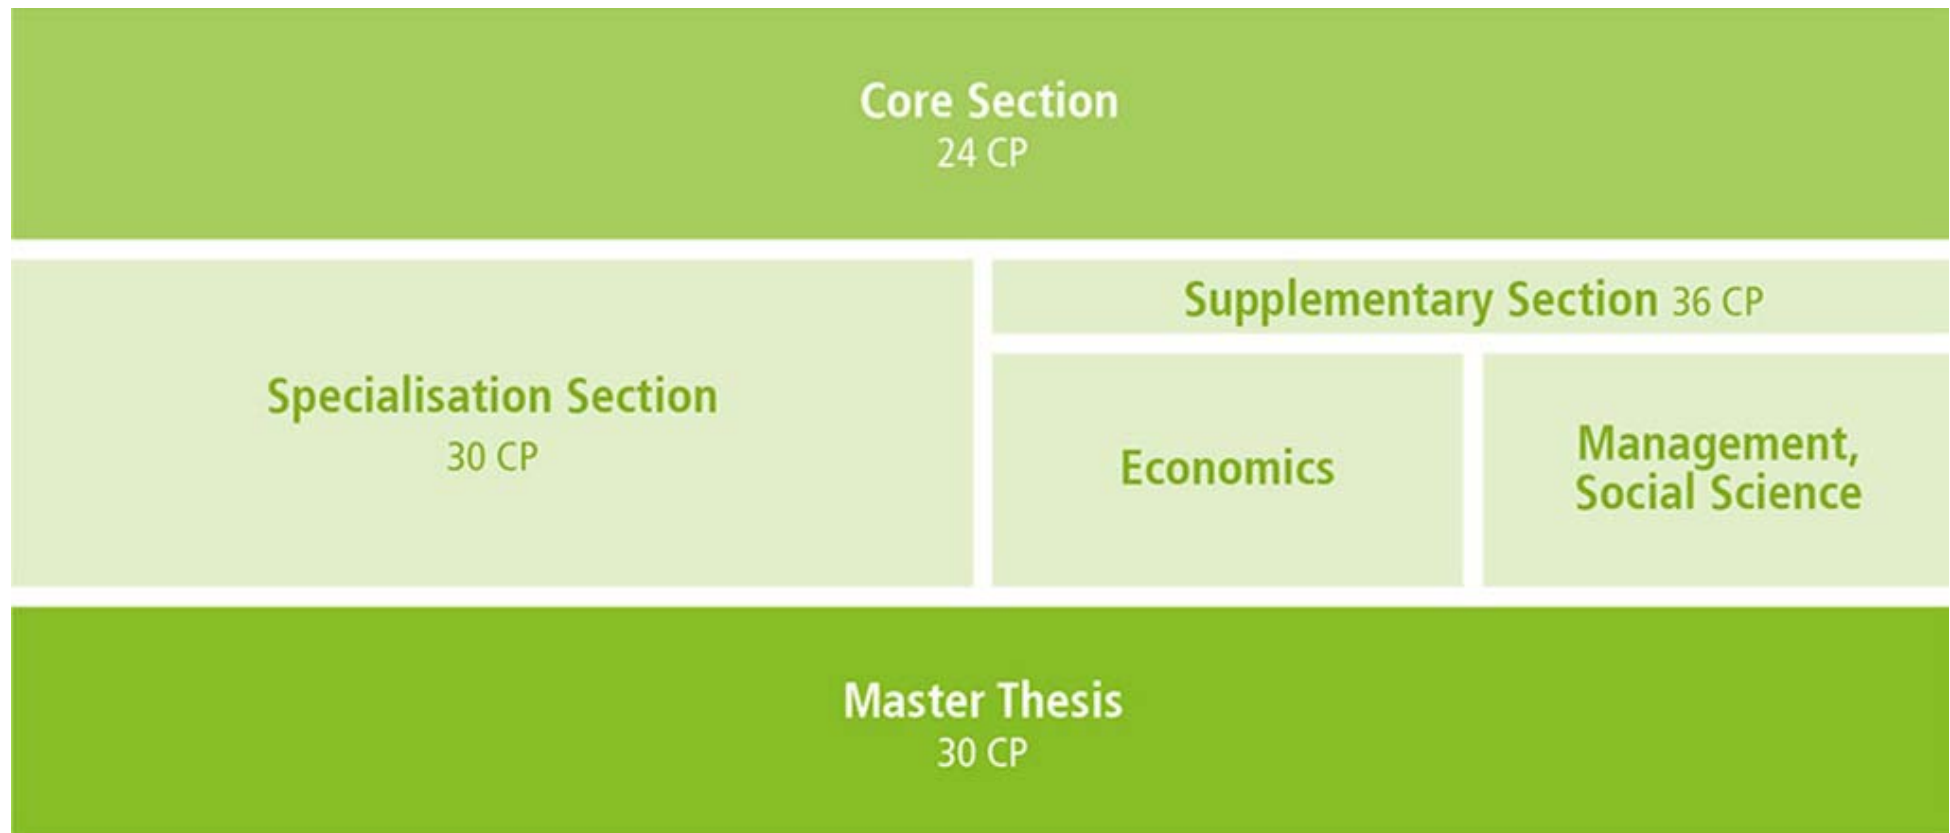 Core Section
24 CP
Specialisation Section
30 CP
Supplementary Section 36 CP
Economics
Management,
Social Science
Master Thesis
30 CP